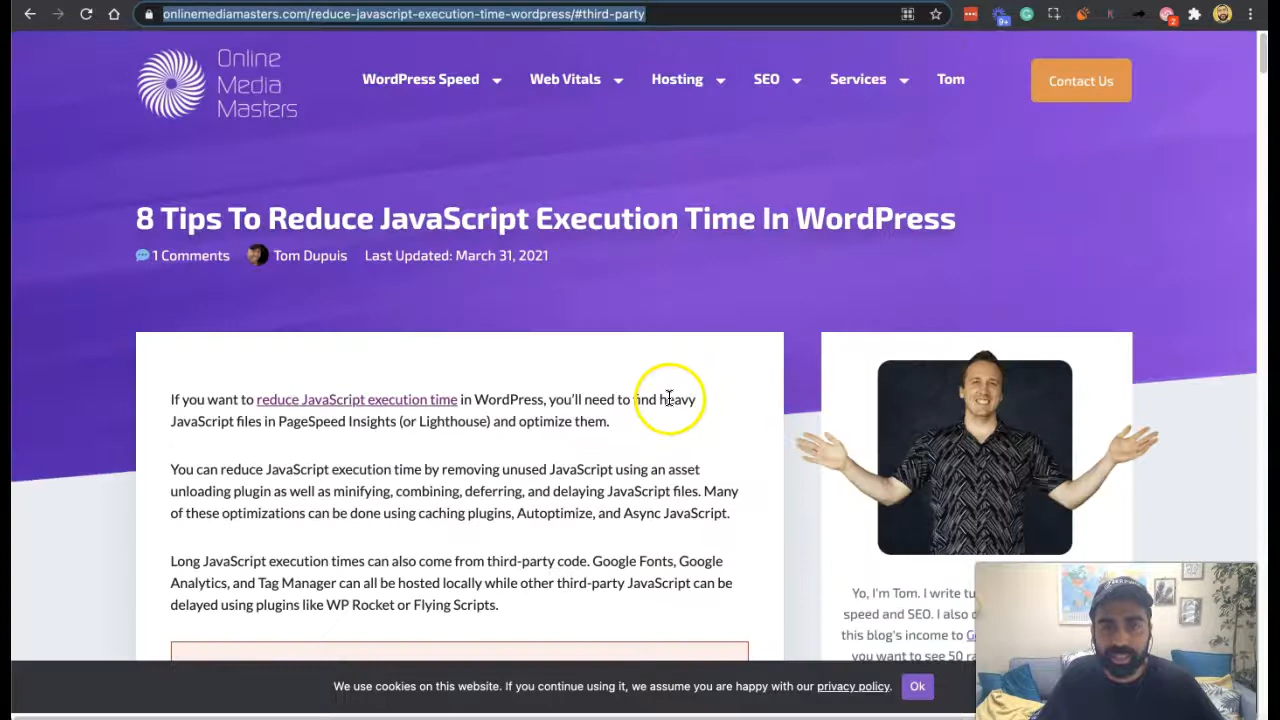 onlinemediamasters.com/reduce-javascript-execution-time-wordpress/#third-party
9+
K
2
Online
Media
Masters
WordPress Speed
Web Vitals
Hosting
SEO
Services
Tom
Contact Us
8 Tips To Reduce JavaScript Execution Time In WordPress
1 Comments
Tom Dupuis
Last Updated: March 31, 2021
If you want to reduce JavaScript execution time in WordPress, you'll need to find heavy
JavaScript files in PageSpeed Insights (or Lighthouse) and optimize them.
You can reduce JavaScript execution time by removing unused JavaScript using an asset
unloading plugin as well as minifying, combining, deferring, and delaying JavaScript files. Many
of these optimizations can be done using caching plugins, Autoptimize, and Async JavaScript.
Long JavaScript execution times can also come from third-party code. Google Fonts, Google
Analytics, and Tag Manager can all be hosted locally while other third-party JavaScript can be
delayed using plugins like WP Rocket or Flying Scripts.
Yo, I'm Tom. I write
speed and SEO. I also
this blog's income to
you want to see 50
We use cookies on this website. If you continue using it, we assume you are happy with our privacy policy.
Ok